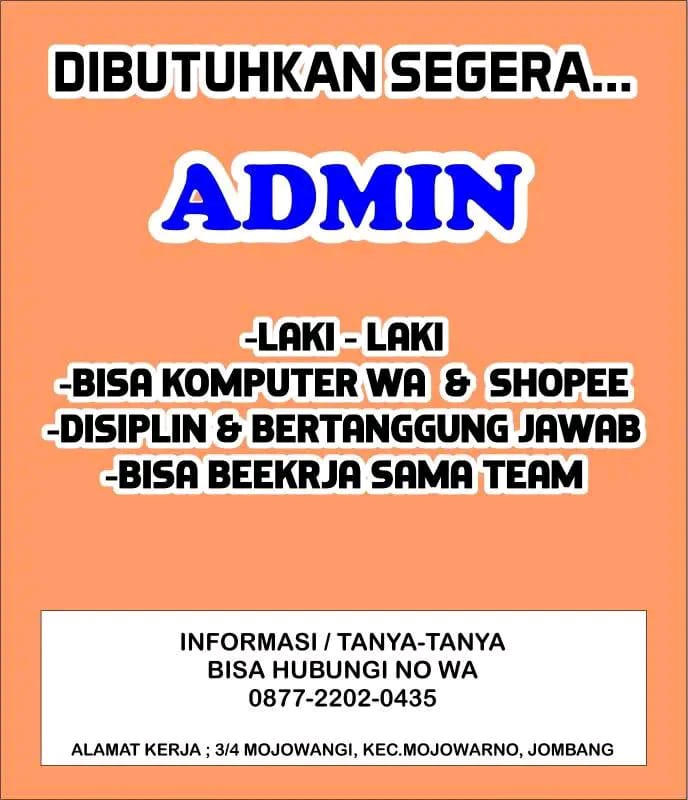 DIBUTUHKAN SEGERA...
ADMIN
-LAKI - LAKI
-BISA KOMPUTER WA & SHOPEE
-DISIPLIN & BERTANGGUNG JAWAB
-BISA BEEKRJA SAMA TEAM
INFORMASI / TANYA-TANYA
BISA HUBUNGI NO WA
0877-2202-0435
ALAMAT KERJA ; 3/4 MOJOWANGI, KEC.MOJOWARNO, JOMBANG